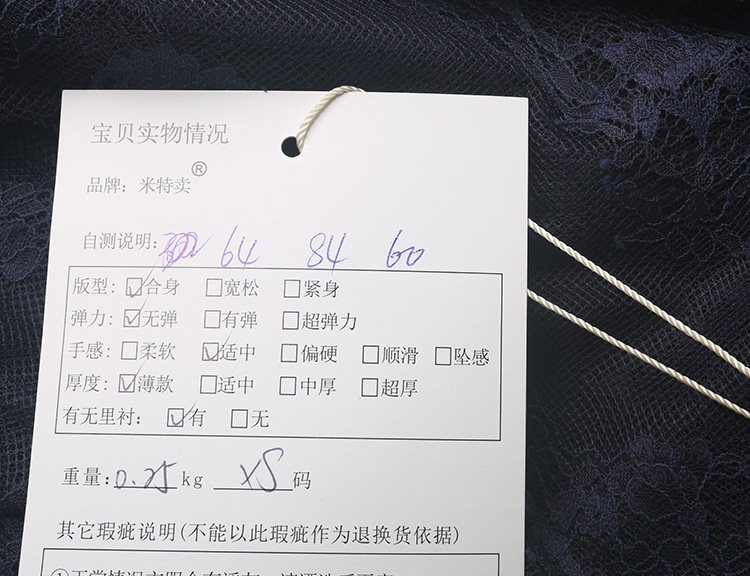 宝贝实物情况
品牌：米特卖®
自测说明： 64 84 60
版型：☑合身 □宽松 □紧身
弹力：☑无弹 □有弹 □超弹力
手感：□柔软 ☑适中 □偏硬 □顺滑 □坠感
厚度：☑薄款 □适中 □中厚 □超厚
有无里衬：☑有 □无
重量:0.25kg XS码
其它瑕疵说明(不能以此瑕疵作为退换货依据)